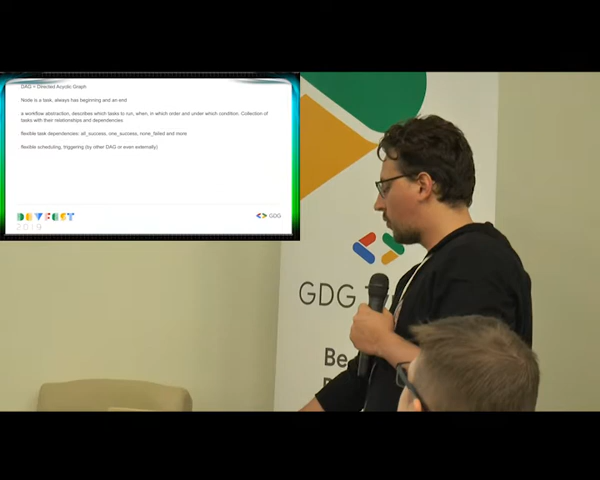 DAG = Directed Acyclic Graph
Node is a task, always has beginning and an end
a workflow abstraction, describes which tasks to run, when, in which order and under which condition. Collection of
tasks with their relationships and dependencies
flexible task dependencies: all_success, one_success, none_failed and more
flexible scheduling, triggering (by other DAG or even externally)
DEVFEST
2019
GDG
GDG
Be